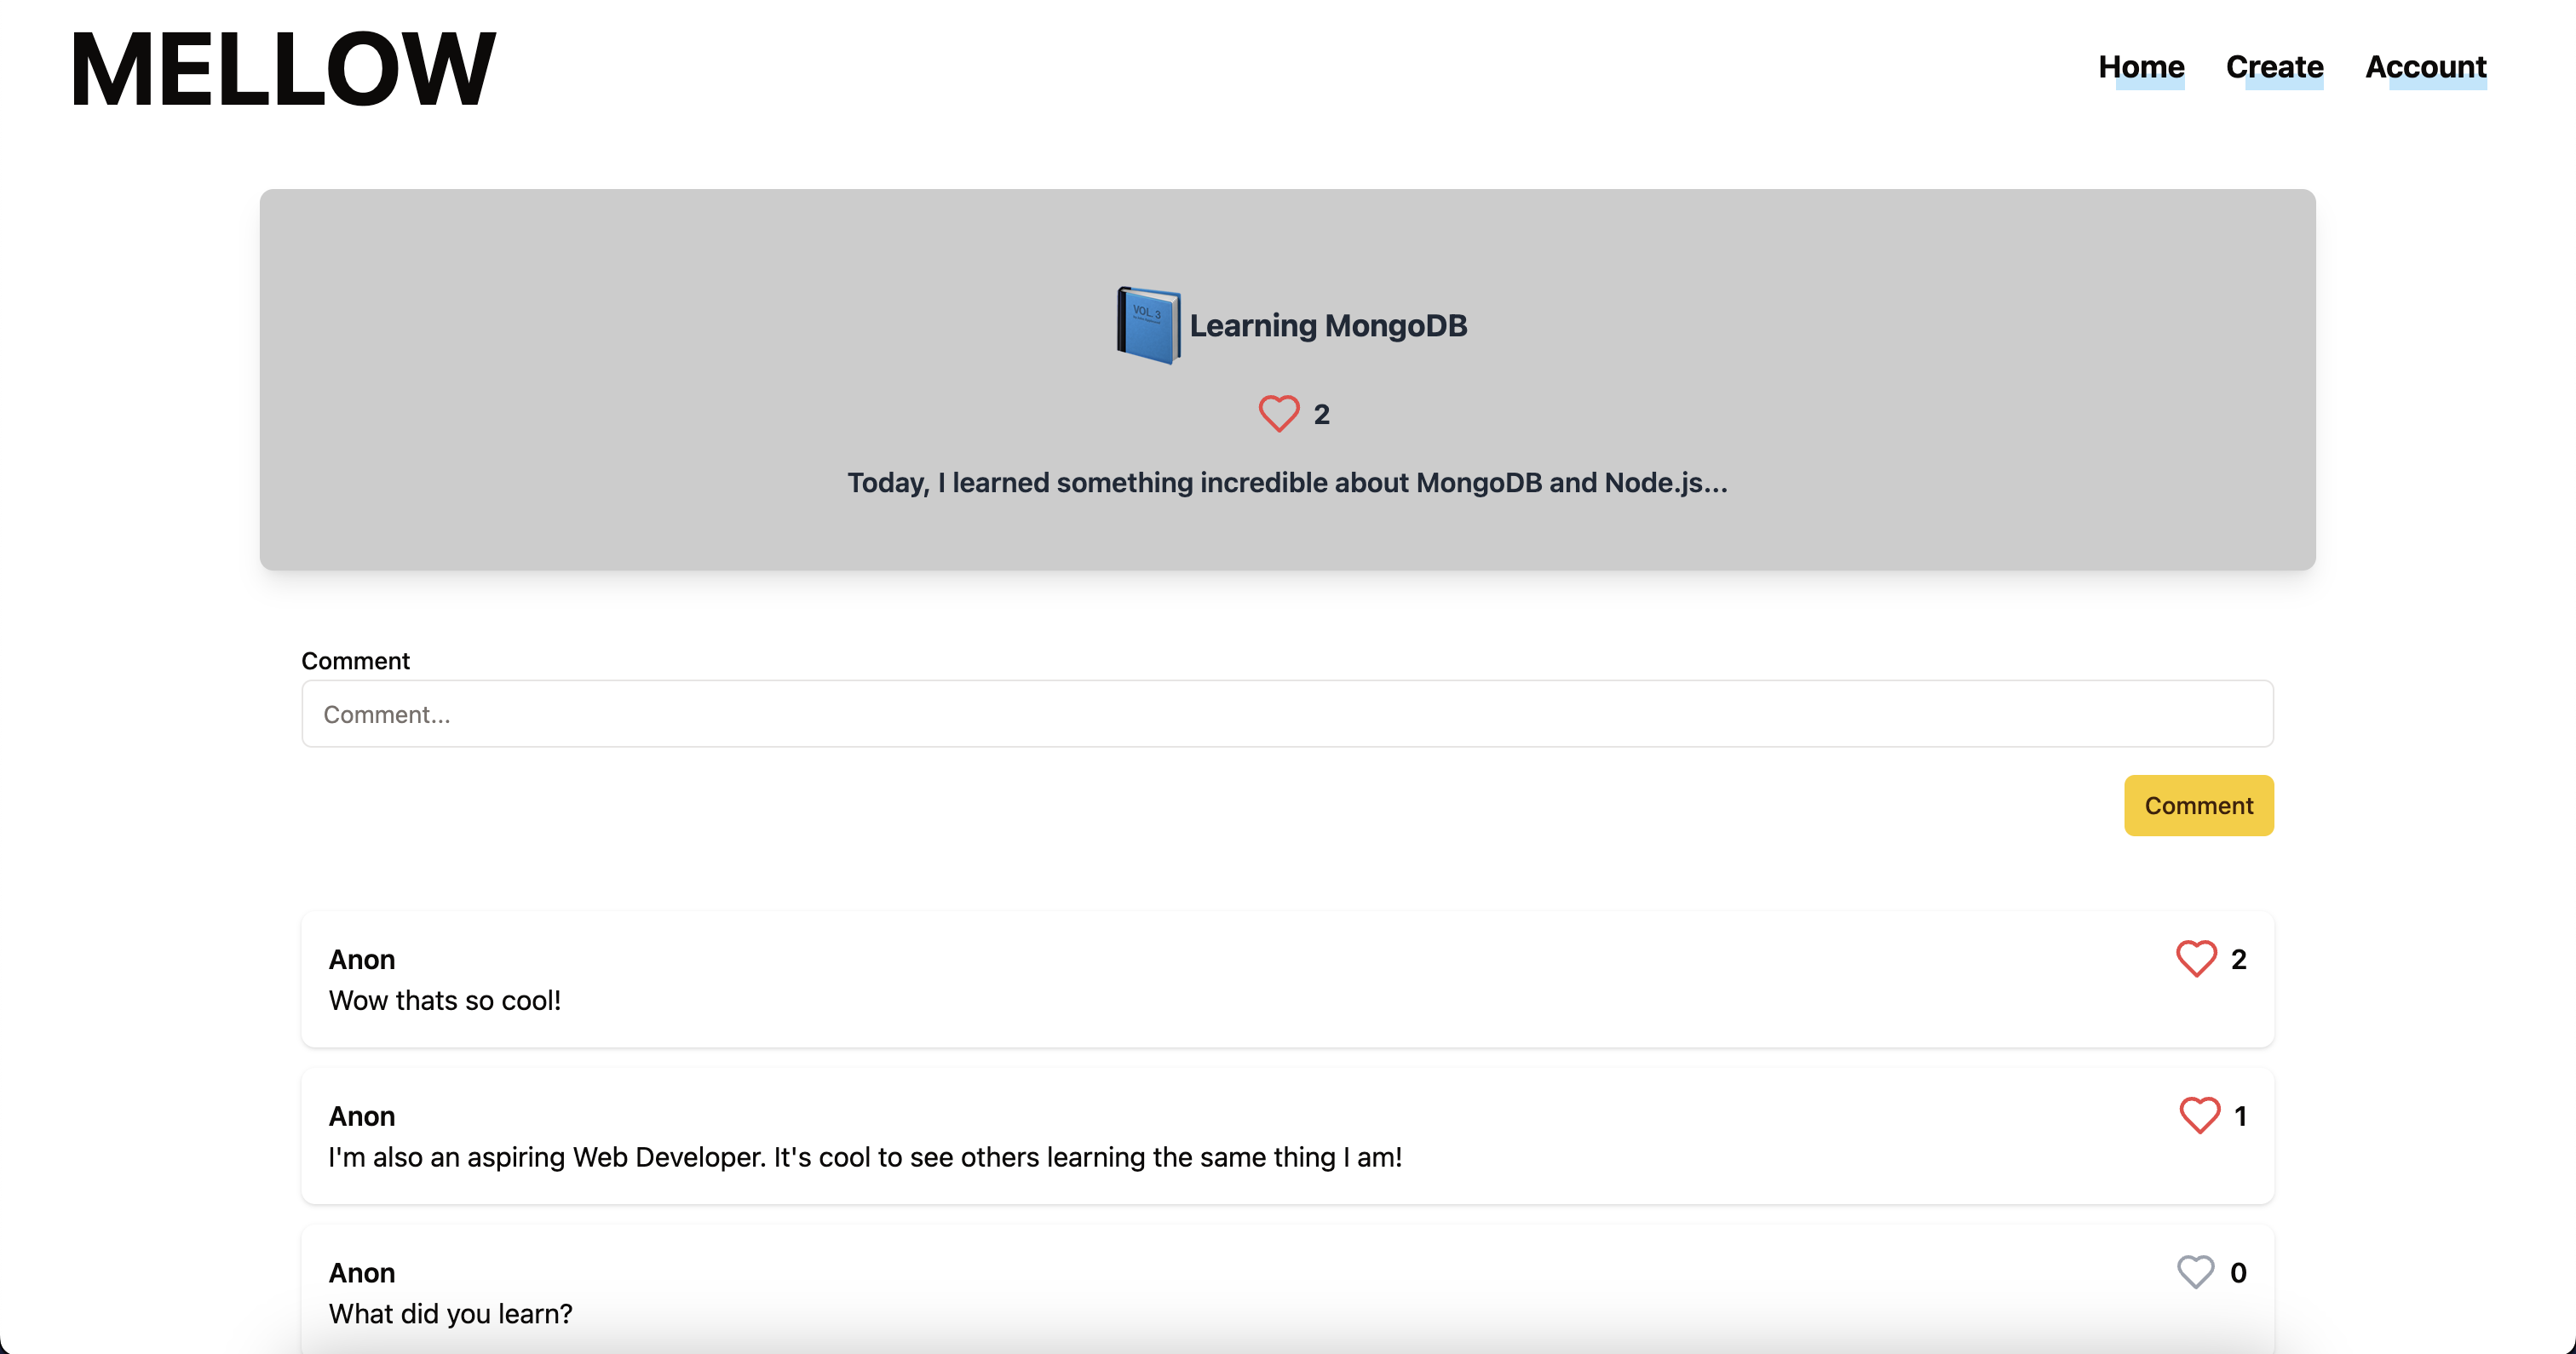 MELLOW
Home Create Account
VOL. 3
Learning MongoDB
2
Today, I learned something incredible about MongoDB and Node.js...
Comment
Comment...
Comment
Anon
2
Wow thats so cool!
Anon
1
I'm also an aspiring Web Developer. It's cool to see others learning the same thing I am!
Anon
0
What did you learn?